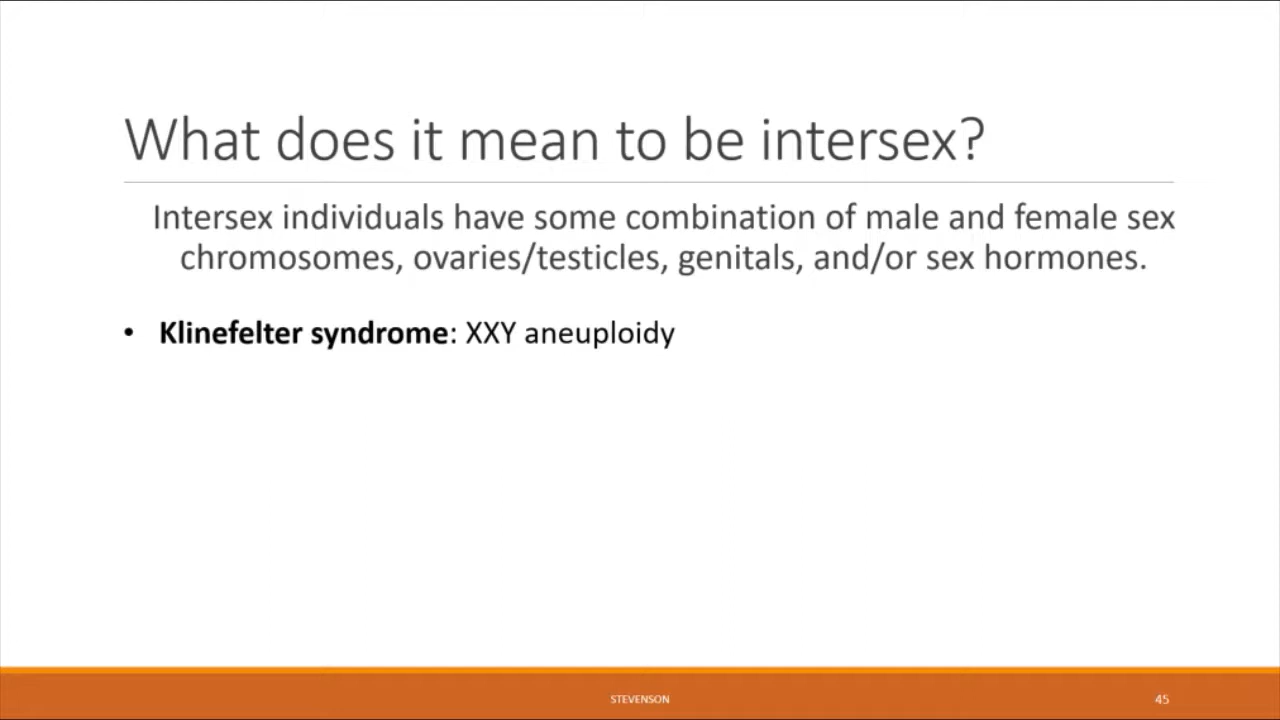 What does it mean to be intersex?
Intersex individuals have some combination of male and female sex
chromosomes, ovaries/testicles, genitals, and/or sex hormones.
• Klinefelter syndrome: XXY aneuploidy
STEVENSON
45